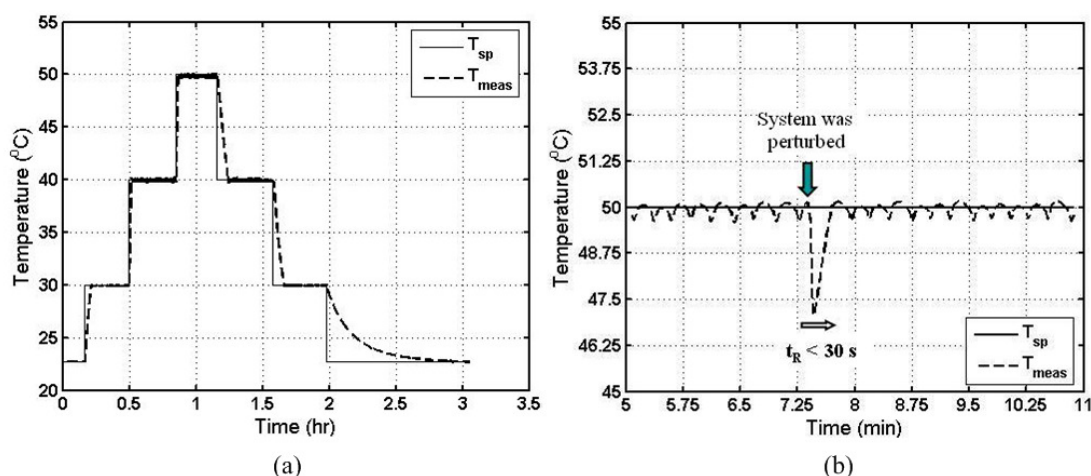 55
50
45
40
35
30
25
20
Temperature (⁰C)
0
0.5
1
1.5
2
2.5
3
3.5
Time (hr)
T_sp
T_meas
(a)
55
53.75
52.5
51.25
50
49.75
47.5
46.25
45
Temperature (⁰C)
System was
perturbed
t_R < 30 s
T_sp
T_meas
5
5.75
6.5
7.25
8
8.75
9.5
10.25
11
Time (min)
(b)